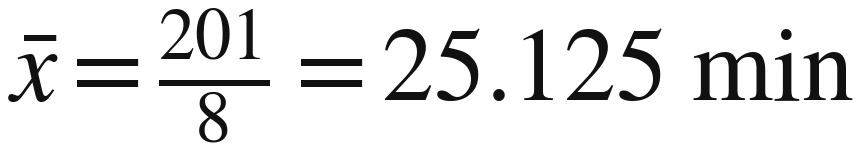 x̄ = 201/8 = 25.125 min